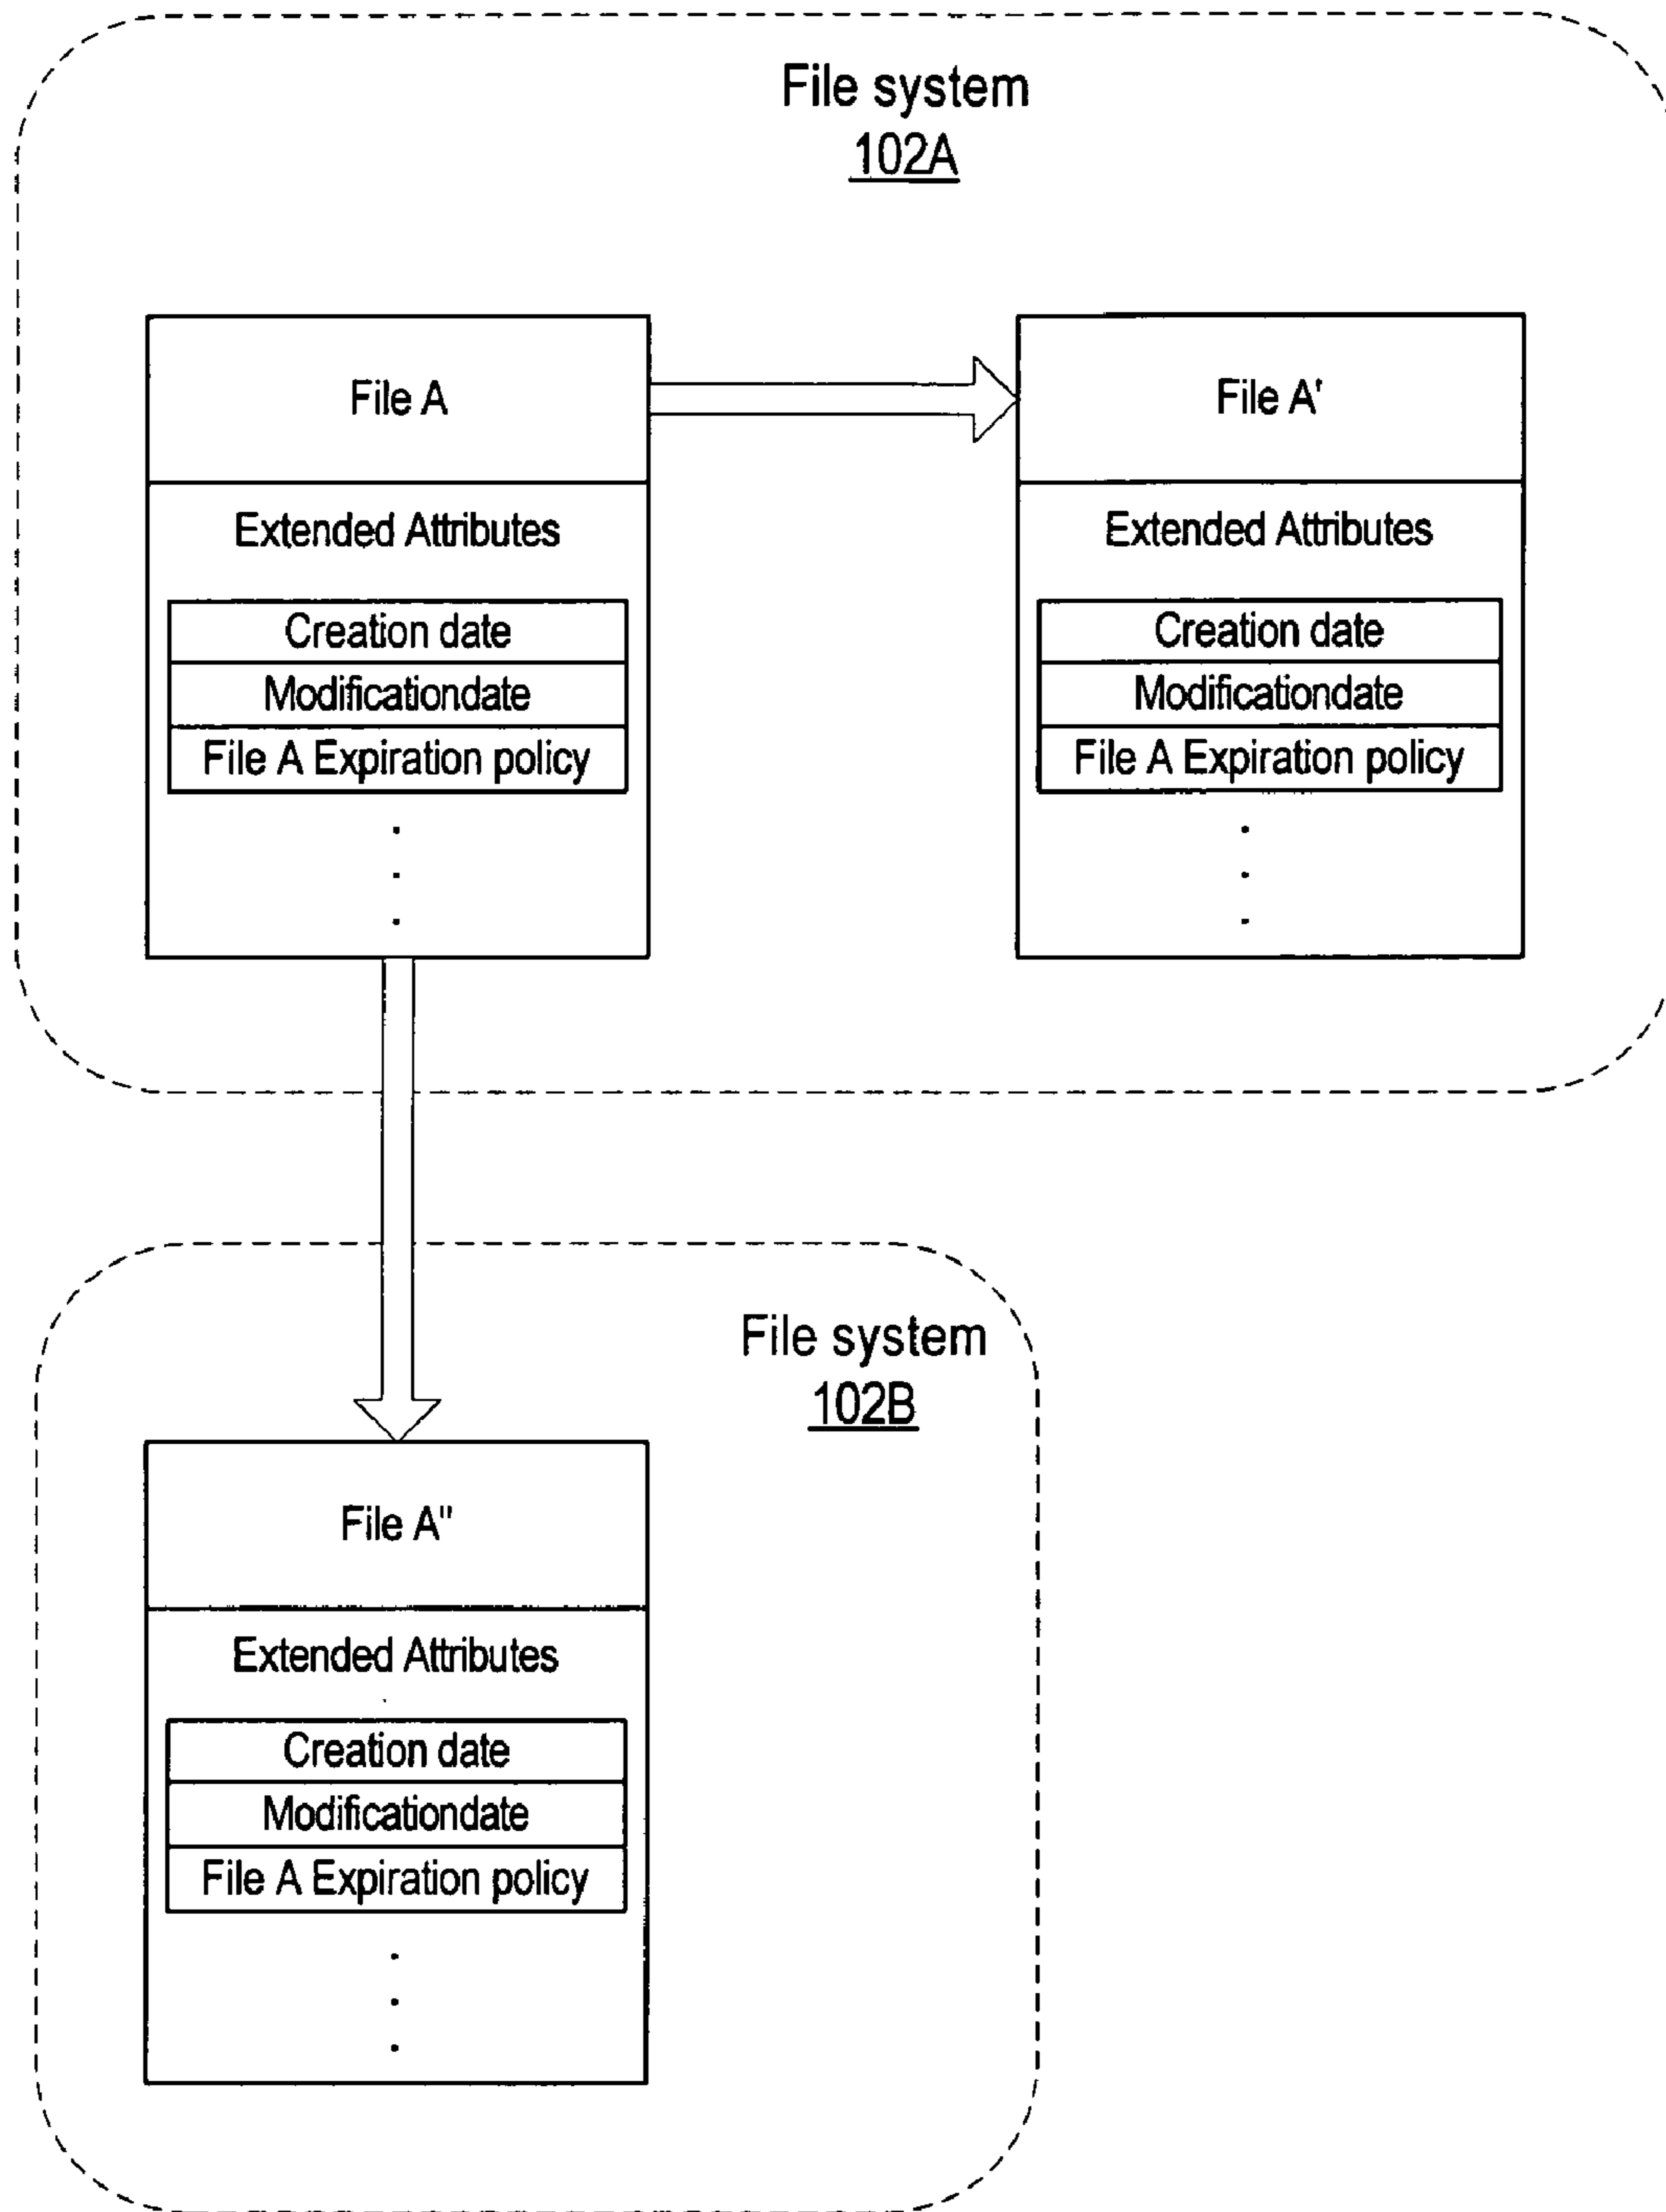 File system
102A
File A
Extended Attributes
Creation date
Modificationdate
File A Expiration policy
File A'
Extended Attributes
Creation date
Modificationdate
File A Expiration policy
File system
102B
File A"
Extended Attributes
Creation date
Modificationdate
File A Expiration policy